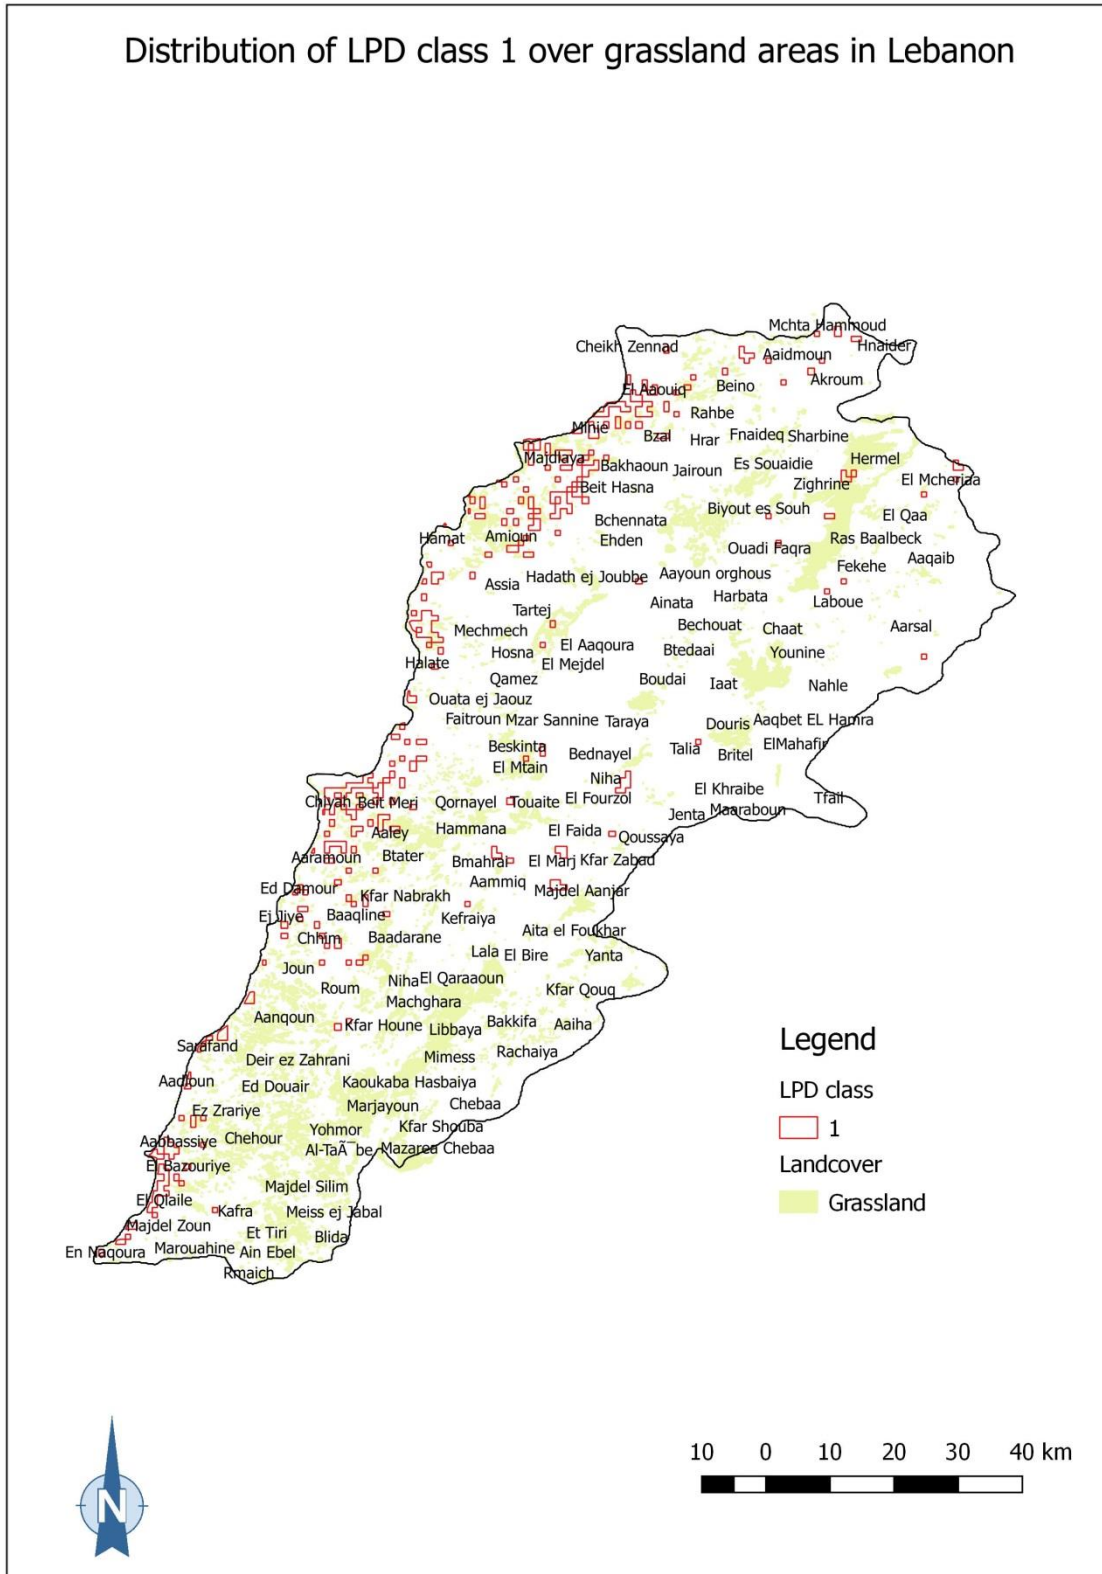 Distribution of LPD class 1 over grassland areas in Lebanon
Mchta Hammoud
Cheikh Zennad
Hnaider
Aaidmoun
Akroum
El Aaouiq
Beino
Rahbe
Minie
Bzal
Hrar
Fnaideq
Sharbine
Majdlaya
Bakhaoun
Jairoun
Es Souaidie
Hermel
Zighrine
El Mcheriaa
Beit Hasna
Biyout es Souh
El Qaa
Bchennata
Hamat
Amioun
Ehden
Ouadi Faqra
Ras Baalbeck
Aaqaib
Fekehe
Assia
Hadath ej Joubbe
Aayoun orghous
Harbata
Laboue
Tartej
Ainata
Mechmech
Bechouat
Chaat
Aarsal
Hosna
El Aaqoura
Btedaai
Younine
Halate
El Mejdel
Qamez
Boudai
Iaat
Nahle
Ouata ej Jaouz
Faitroun
Mzar Sannine
Taraya
Douris
Aaqbet EL Hamra
Beskinta
Bednayel
Talia
Britel
ElMahafir
El Mtain
Niha
El Khraibe
Chiyah
Beit Meri
Qornayel
Touaite
El Fourzol
Tfail
Jenta
Maaraboun
Aaley
Hammana
El Faida
Qoussaya
Aaramoun
Btater
Bmahrai
El Marj
Kfar Zabad
Ed Damour
Kfar Nabrakh
Aammiq
Majdel Aanjar
Ej Jiye
Baaqline
Kefraiya
Chhim
Baadarane
Aita el Foukhar
Lala
El Bire
Yanta
Joun
Roum
Niha
El Qaraaoun
Kfar Qouq
Machghara
Aanqoun
Kfar Houne
Libbaya
Bakkifa
Aaiha
Sarafand
Deir ez Zahrani
Mimess
Rachaiya
Aadloun
Ed Douair
Kaoukaba
Hasbaiya
Ez Zrariye
Marjayoun
Chebaa
Aabbassiye
Chehour
Yohmor
Kfar Shouba
Al-TaÃ¯be
Mazarea Chebaa
El Bazouriye
El Qlaile
Majdel Silim
Majdel Zoun
Kafra
Meiss ej Jabal
Et Tiri
Blida
En Naqoura
Marouahine
Ain Ebel
Rmaich
Legend
LPD class
1
Landcover
Grassland
10 0 10 20 30 40 km
N